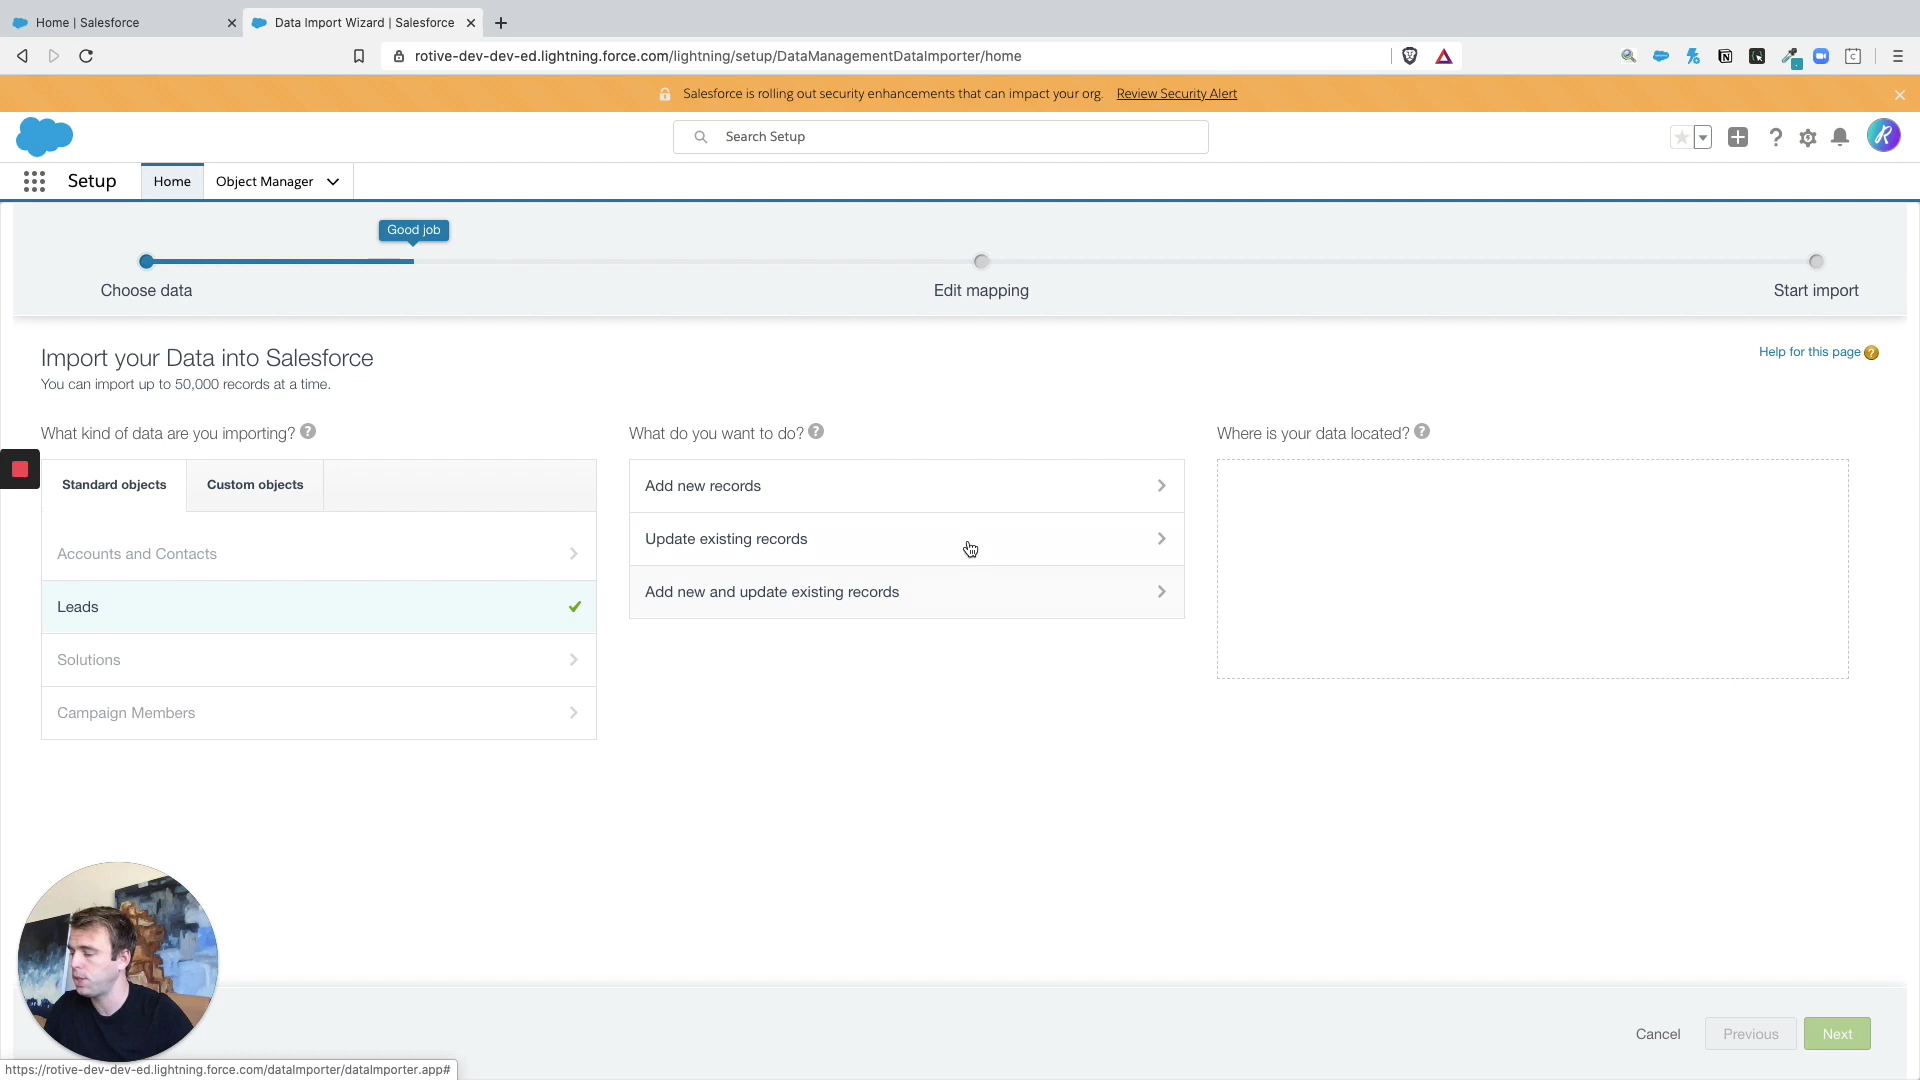 Home | Salesforce
Data Import Wizard | Salesforce
rotive-dev-dev-ed.lightning.force.com/lightning/setup/DataManagementDataImporter/home
Salesforce is rolling out security enhancements that can impact your org. Review Security Alert
Search Setup
Setup
Home
Object Manager
Good job
Choose data
Edit mapping
Start import
Import your Data into Salesforce
You can import up to 50,000 records at a time.
Help for this page ?
What kind of data are you importing? ?
What do you want to do? ?
Where is your data located? ?
Standard objects
Custom objects
Accounts and Contacts
Leads
Solutions
Campaign Members
Add new records
Update existing records
Add new and update existing records
Cancel
Previous
Next
https://rotive-dev-dev-ed.lightning.force.com/dataImporter/dataImporter.app#